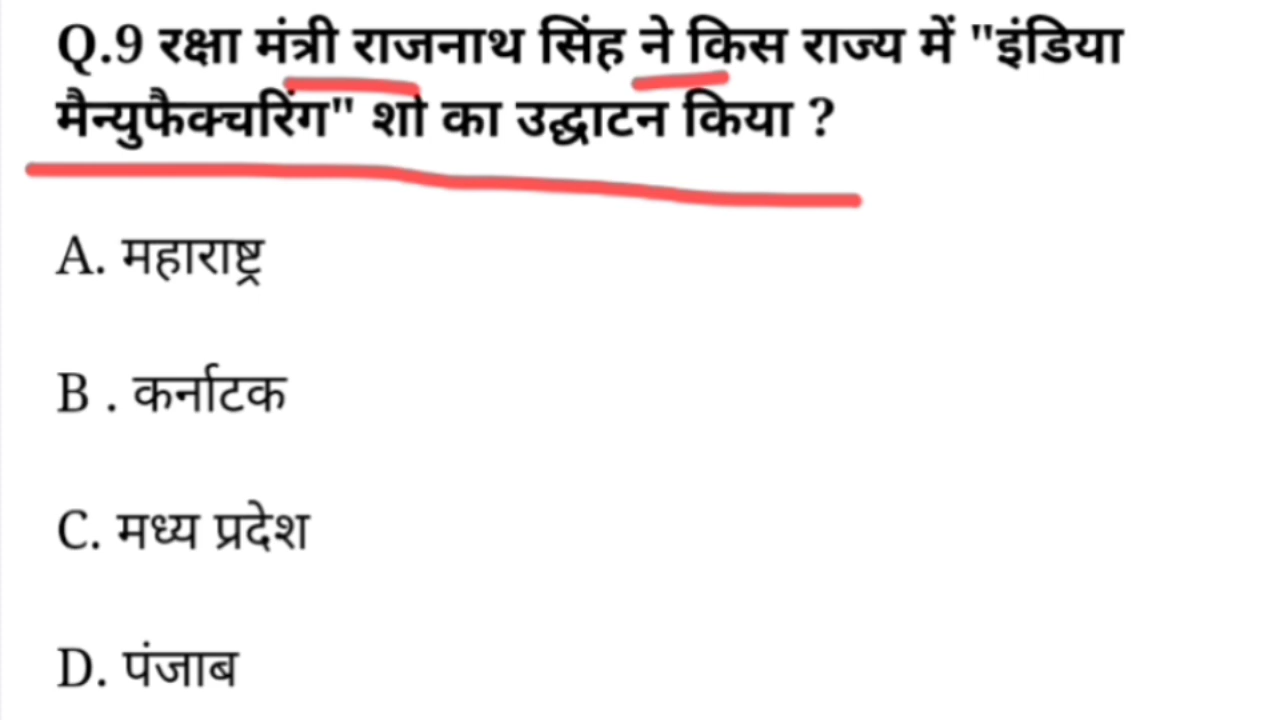 Q.9 रक्षा मंत्री राजनाथ सिंह ने किस राज्य में "इंडिया
मैन्युफैक्चरिंग" शो का उद्घाटन किया ?
A. महाराष्ट्र
B . कर्नाटक
C. मध्य प्रदेश
D. पंजाब